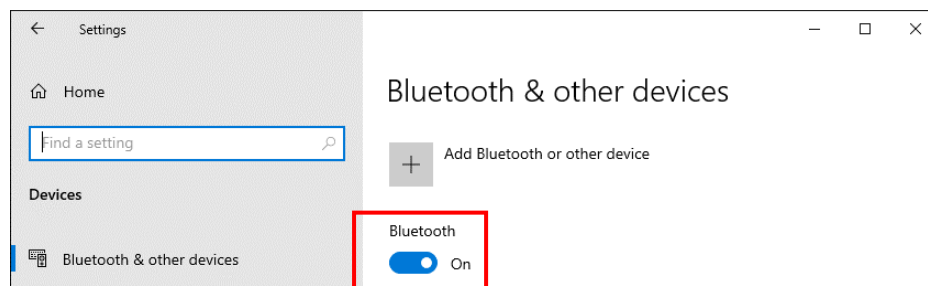 Settings
Home
Find a setting
Devices
Bluetooth & other devices
Bluetooth & other devices
Add Bluetooth or other device
Bluetooth
On